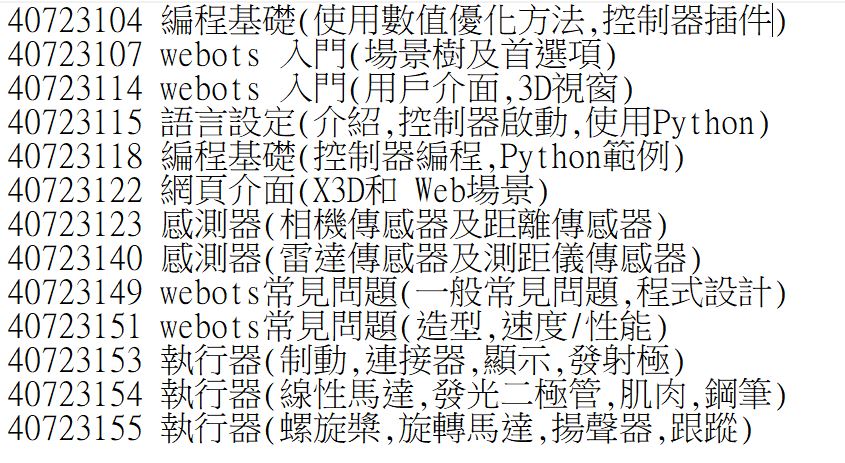 40723104 編程基礎(使用數值優化方法,控制器插件)
40723107 webots 入門(場景樹及首選項)
40723114 webots 入門(用戶介面,3D視窗)
40723115 語言設定(介紹,控制器啟動,使用Python)
40723118 編程基礎(控制器編程,Python範例)
40723122 網頁介面(X3D和 Web場景)
40723123 感測器(相機傳感器及距離傳感器)
40723140 感測器(雷達傳感器及測距儀傳感器)
40723149 webots常見問題(一般常見問題,程式設計)
40723151 webots常見問題(造型,速度/性能)
40723153 執行器(制動,連接器,顯示,發射極)
40723154 執行器(線性馬達,發光二極管,肌肉,鋼筆)
40723155 執行器(螺旋槳,旋轉馬達,揚聲器,跟蹤)